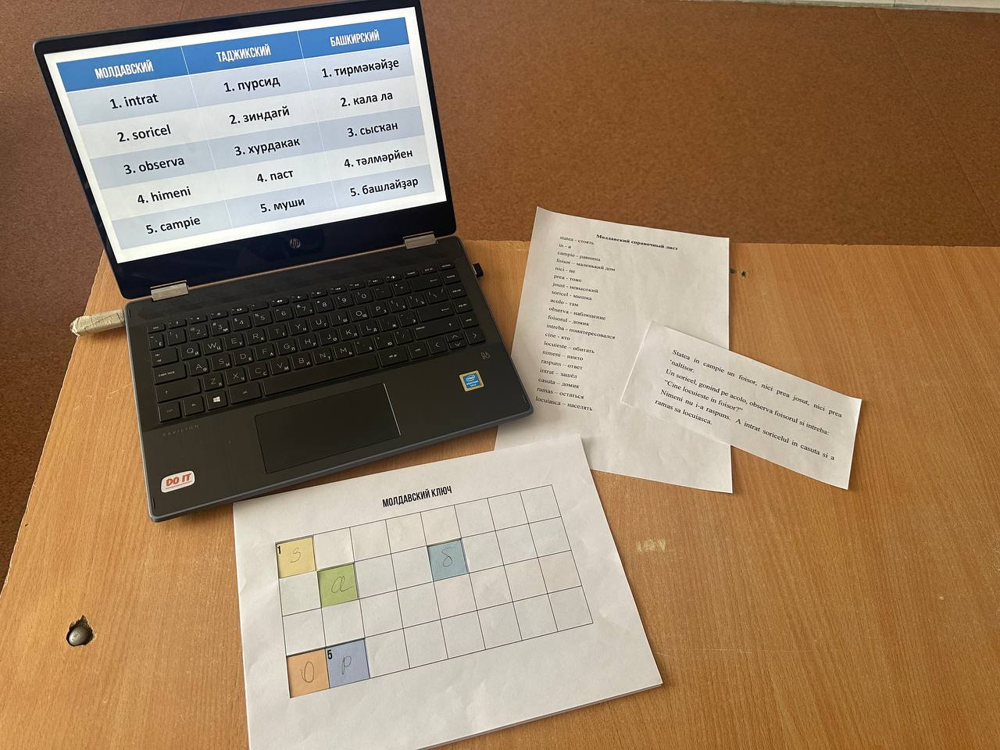 МОЛДАВСКИЙ ТАДЖИКСКИЙ БАШКИРСКИЙ
1. intrat 1. пурсид 1. тирмәкәйҙе
2. soricel 2. зиндагй 2. кала ла
3. observa 3. хурдакак 3. сысҡан
4. himeni 4. паст 4. тәлмәрйен
5. campie 5. муши 5. башлайҙар
hp
PAVILION
DO IT
Молдавский справочный лист
statea - стоять
in - в
campie - равнина
foisor – маленький дом
nici - не
prea - тоже
joust - невысокий
soricel - мышка
acolo - там
observa - наблюдение
foisorul - домик
intreba - поинтересовался
cine - кто
locuieste – обитать
nimeni – никто
raspuns – ответ
intrat – зашёл
casuta – домик
ramas – остаться
locuiasca – населять
Statea in campie un foisor, nici prea josut, nici prea
'naltisor.
Un soricel, gonind pe acolo, observa foisorul si intreba:
"Cine locuieste in foisor?"
Nimeni nu i-a raspuns. A intrat soricelul in casuta si a
ramas sa locuiasca.
МОЛДАВСКИЙ КЛЮЧ
1 з
а б
о 5 р